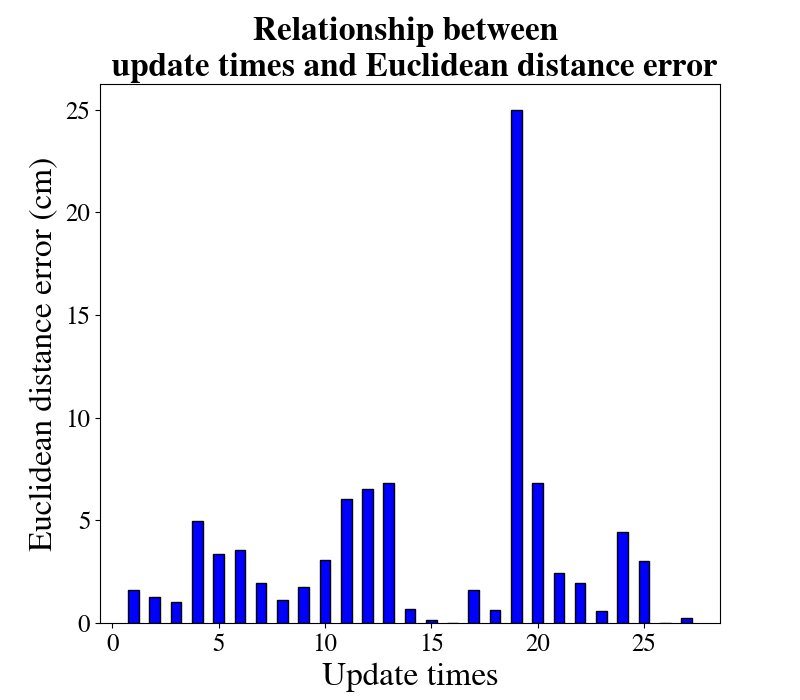 Relationship between
update times and Euclidean distance error
Euclidean distance error (cm)
25
20
15
10
5
0
0 5 10 15 20 25
Update times